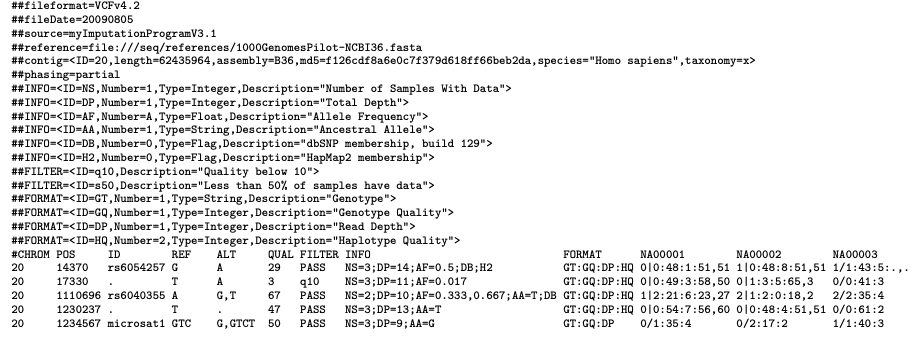 ##fileformat=VCFv4.2
##fileDate=20090805
##source=myImputationProgramV3.1
##reference=file:///seq/references/1000GenomesPilot-NCBI36.fasta
##contig=<ID=20,length=62435964,assembly=B36,md5=f126cdf8a6e0c7f379d618ff66beb2da,species="Homo sapiens",taxonomy=x>
##phasing=partial
##INFO=<ID=NS,Number=1,Type=Integer,Description="Number of Samples With Data">
##INFO=<ID=DP,Number=1,Type=Integer,Description="Total Depth">
##INFO=<ID=AF,Number=A,Type=Float,Description="Allele Frequency">
##INFO=<ID=AA,Number=1,Type=String,Description="Ancestral Allele">
##INFO=<ID=DB,Number=0,Type=Flag,Description="dbSNP membership, build 129">
##INFO=<ID=H2,Number=0,Type=Flag,Description="HapMap2 membership">
##FILTER=<ID=q10,Description="Quality below 10">
##FILTER=<ID=s50,Description="Less than 50% of samples have data">
##FORMAT=<ID=GT,Number=1,Type=String,Description="Genotype">
##FORMAT=<ID=GQ,Number=1,Type=Integer,Description="Genotype Quality">
##FORMAT=<ID=DP,Number=1,Type=Integer,Description="Read Depth">
##FORMAT=<ID=HQ,Number=2,Type=Integer,Description="Haplotype Quality">
#CHROM POS ID REF ALT QUAL FILTER INFO FORMAT NA00001 NA00002 NA00003
20 14370 rs6054257 G A 29 PASS NS=3;DP=14;AF=0.5;DB;H2 GT:GQ:DP:HQ 0|0:48:1:51,51 1|0:48:8:51,51 1/1:43:5:.,.
20 17330 . T A 3 q10 NS=3;DP=11;AF=0.017 GT:GQ:DP:HQ 0|0:49:3:58,50 0|1:3:5:65,3 0/0:41:3
20 1110696 rs6040355 A G,T 67 PASS NS=2;DP=10;AF=0.333,0.667;AA=T;DB GT:GQ:DP:HQ 1|2:21:6:23,27 2|1:2:0:18,2 2/2:35:4
20 1230237 . T . 47 PASS NS=3;DP=13;AA=T GT:GQ:DP:HQ 0|0:54:7:56,60 0|0:48:4:51,51 0/0:61:2
20 1234567 microsat1 GTC G,GTCT 50 PASS NS=3;DP=9;AA=G GT:GQ:DP 0/1:35:4 0/2:17:2 1/1:40:3